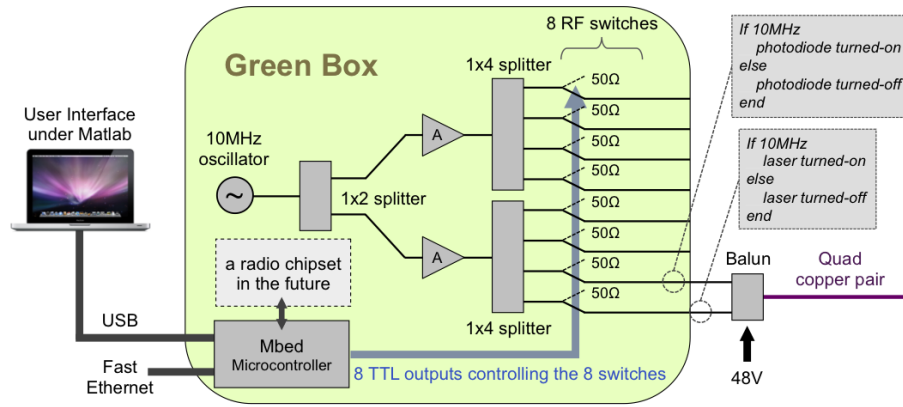 8 RF switches
Green Box
1x4 splitter
User Interface
under Matlab
10MHz
oscillator
~
1x2 splitter
A
A
50Ω
50Ω
50Ω
50Ω
50Ω
50Ω
50Ω
50Ω
1x4 splitter
If 10MHz
photodiode turned-on
else
photodiode turned-off
end
If 10MHz
laser turned-on
else
laser turned-off
end
Balun
Quad
copper pair
48V
a radio chipset
in the future
USB
Mbed
Microcontroller
Fast
Ethernet
8 TTL outputs controlling the 8 switches